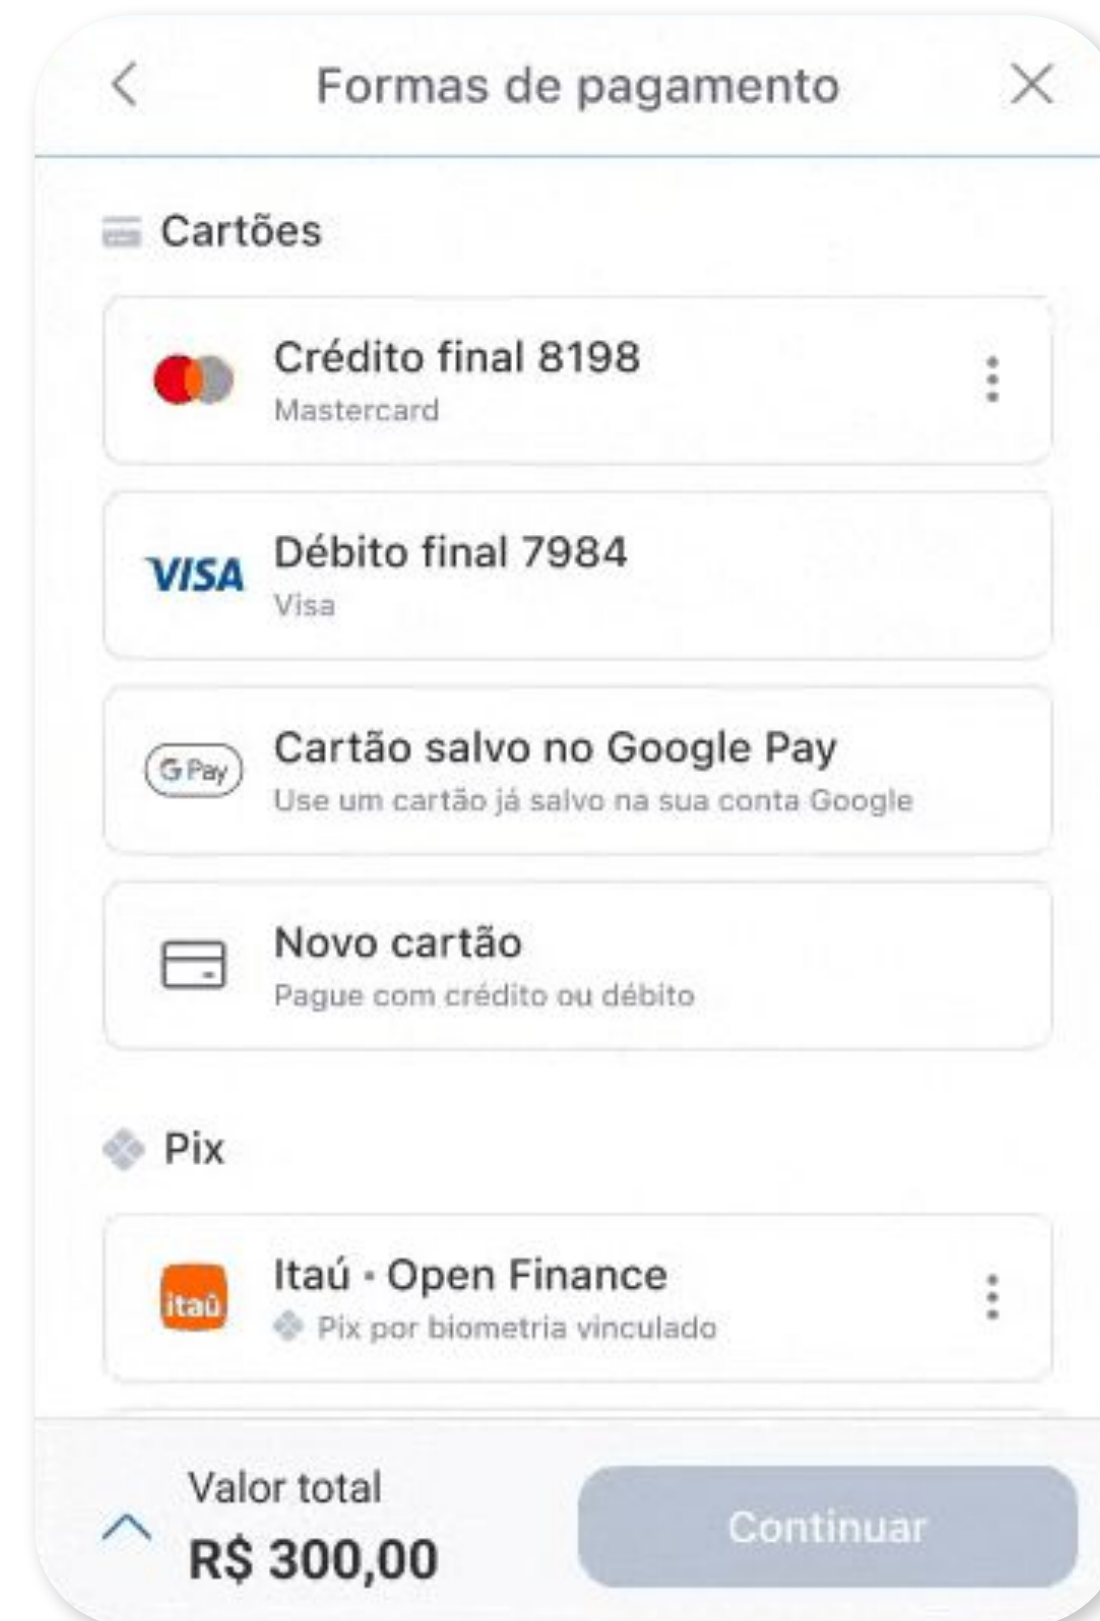 Formas de pagamento
Cartões
Crédito final 8198
Mastercard
VISA
Débito final 7984
Visa
G Pay
Cartão salvo no Google Pay
Use um cartão já salvo na sua conta Google
Novo cartão
Pague com crédito ou débito
Pix
itaú
Itaú · Open Finance
Pix por biometria vinculado
Valor total
R$ 300,00
Continuar